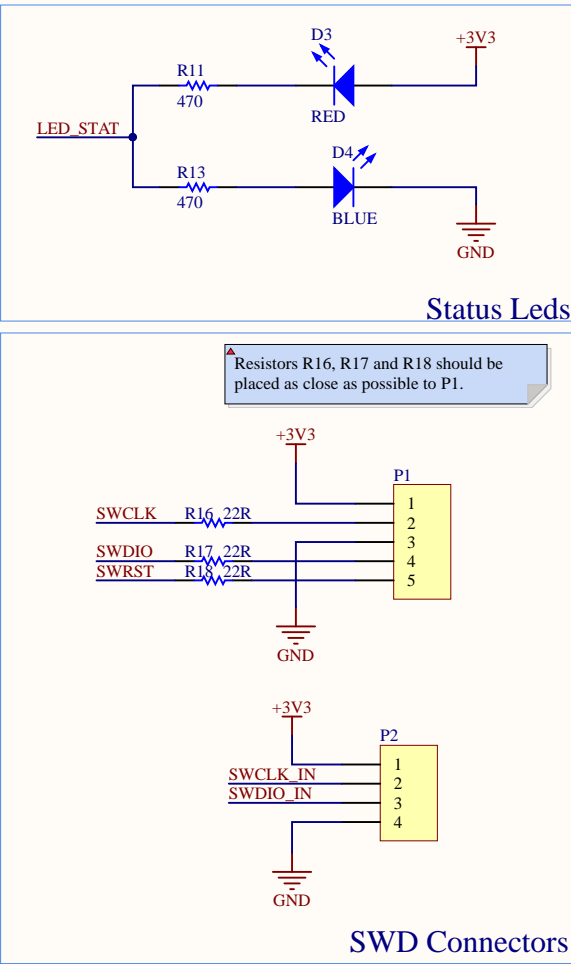 D3
+3V3
R11
470
RED
LED_STAT
D4
R13
470
BLUE
GND
Status Leds
Resistors R16, R17 and R18 should be
placed as close as possible to P1.
+3V3
P1
1
SWCLK R16 22R 2
3
SWDIO R17 22R 4
SWRST R18 22R 5
GND
+3V3
P2
1
SWCLK_IN 2
SWDIO_IN 3
4
GND
SWD Connectors